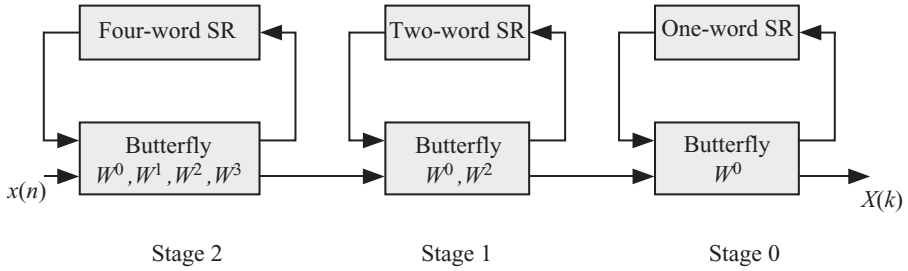 Four-word SR
Two-word SR
One-word SR
Butterfly
W⁰, W¹, W², W³
Butterfly
W⁰, W²
Butterfly
W⁰
x(n)
X(k)
Stage 2
Stage 1
Stage 0